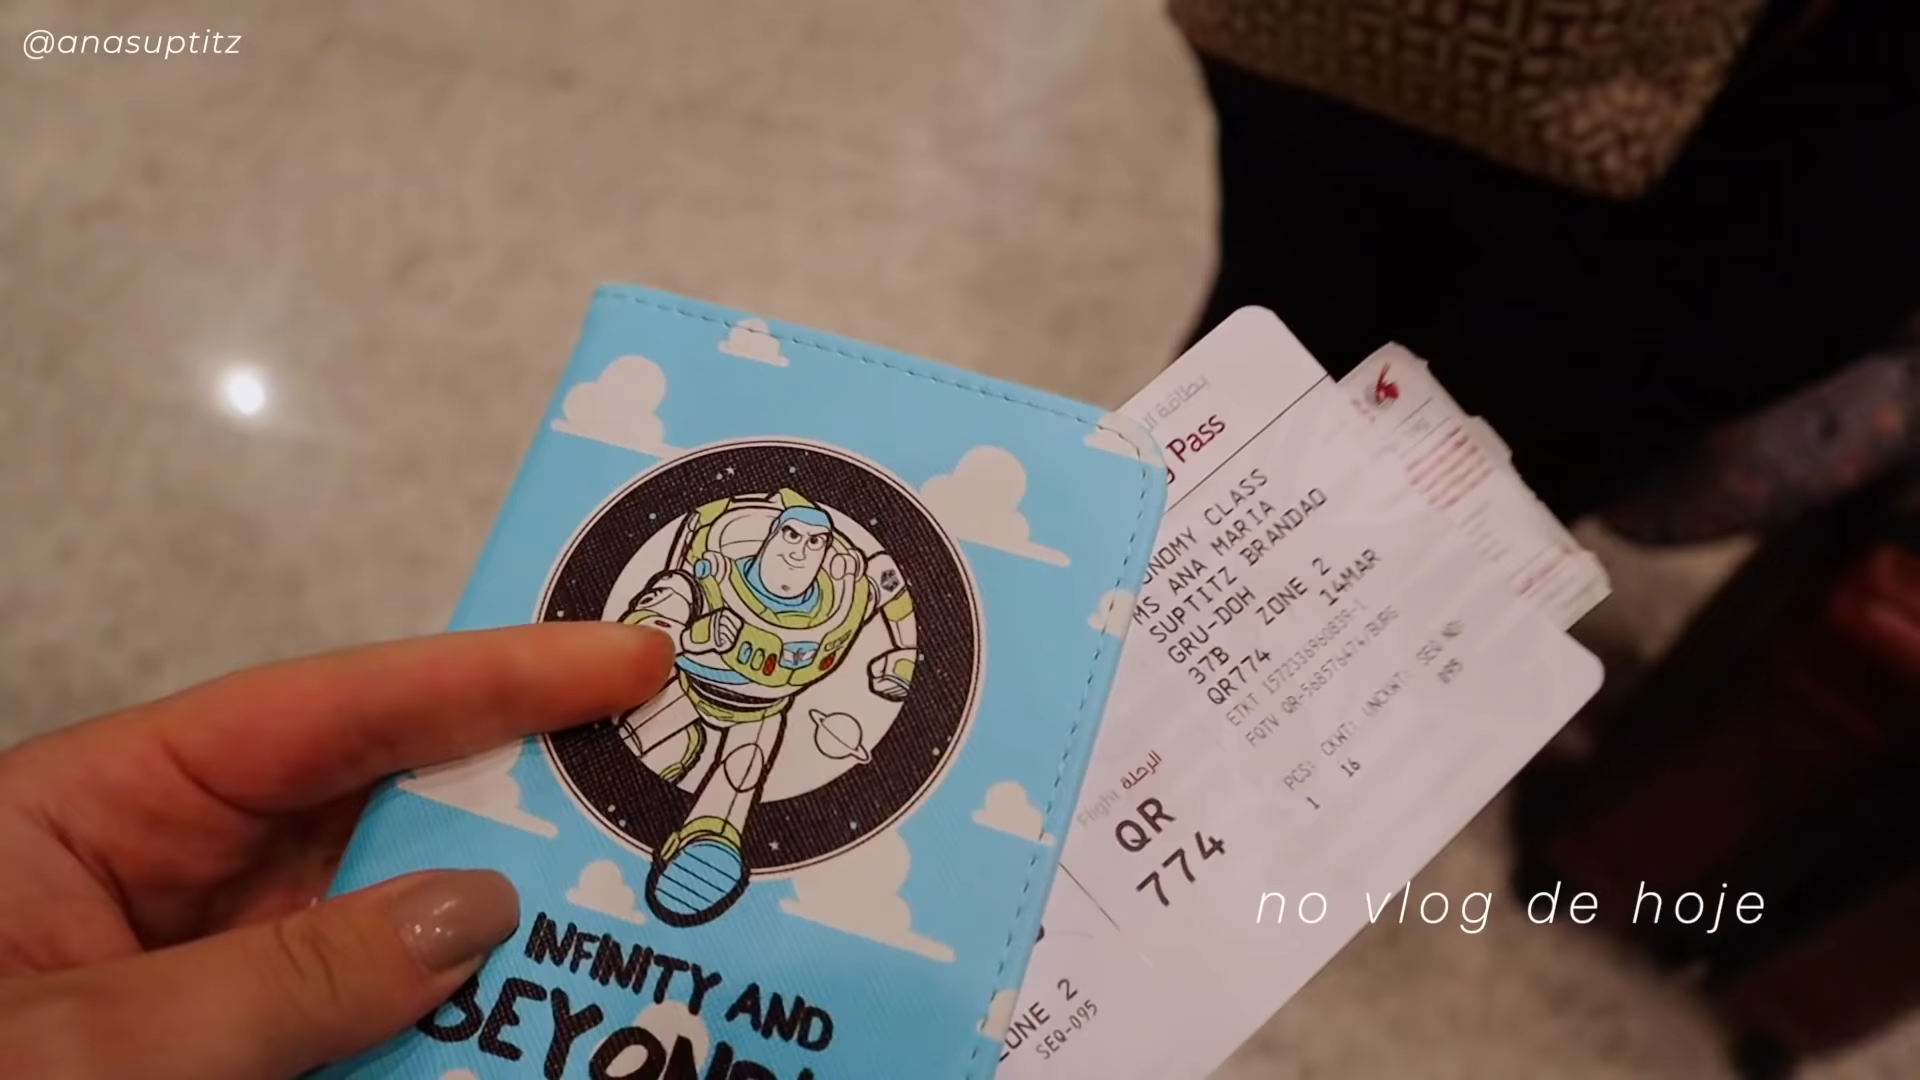 @anasuptitz
بطاقة
Pass
ONOMY CLASS
MS ANA MARIA
SUPTITZ BRANDAO
GRU-DOH
37B ZONE 2
QR774 14MAR
ETKT 1572336960839-1
FQTV QR-568576474/BURG
PCS: CKWT: UNCKWT: SEQ NO:
1 16 095
Flight الرحلة
QR
774
ZONE 2
SEQ-095
INFINITY AND
BEYOND!
no vlog de hoje